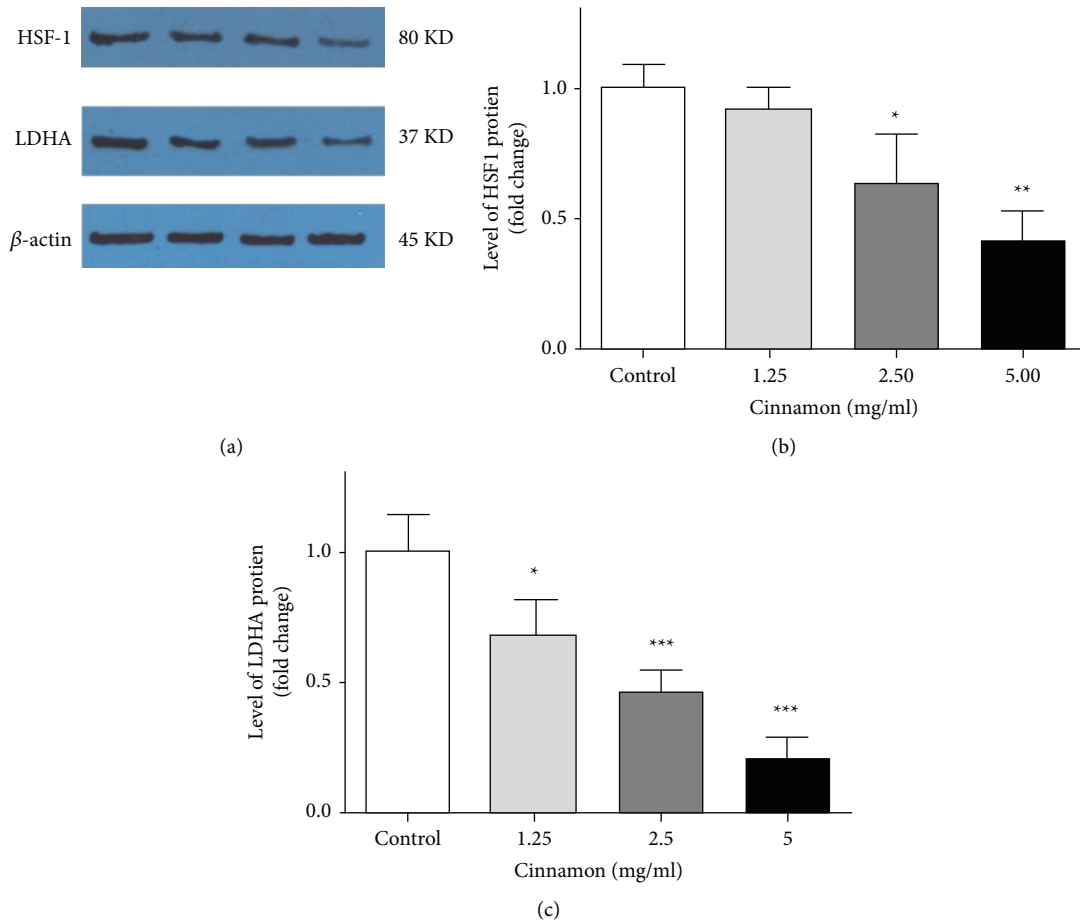 HSF-1
80 KD
LDHA
37 KD
β-actin
45 KD
(a)
Level of HSF1 protien
(fold change)
1.0
0.5
0.0
*
**
Control
1.25
2.50
5.00
Cinnamon (mg/ml)
(b)
Level of LDHA protien
(fold change)
1.0
0.5
0.0
*
***
***
Control
1.25
2.5
5
Cinnamon (mg/ml)
(c)